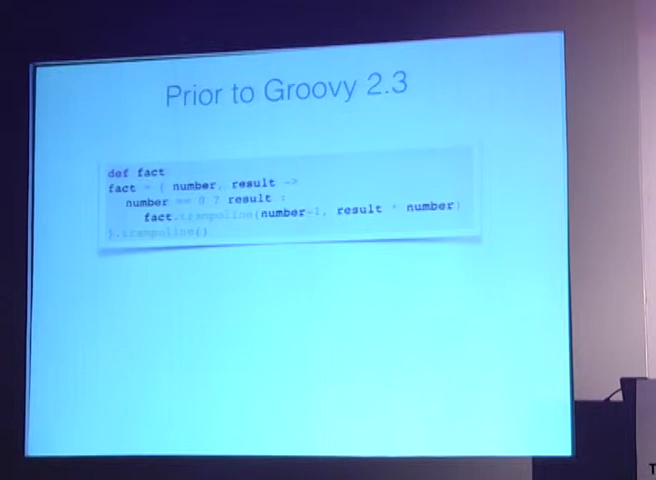 Prior to Groovy 2.3
def fact
fact = { number, result ->
number == 0 ? result :
fact.trampoline(number-1, result * number)
}.trampoline()
T